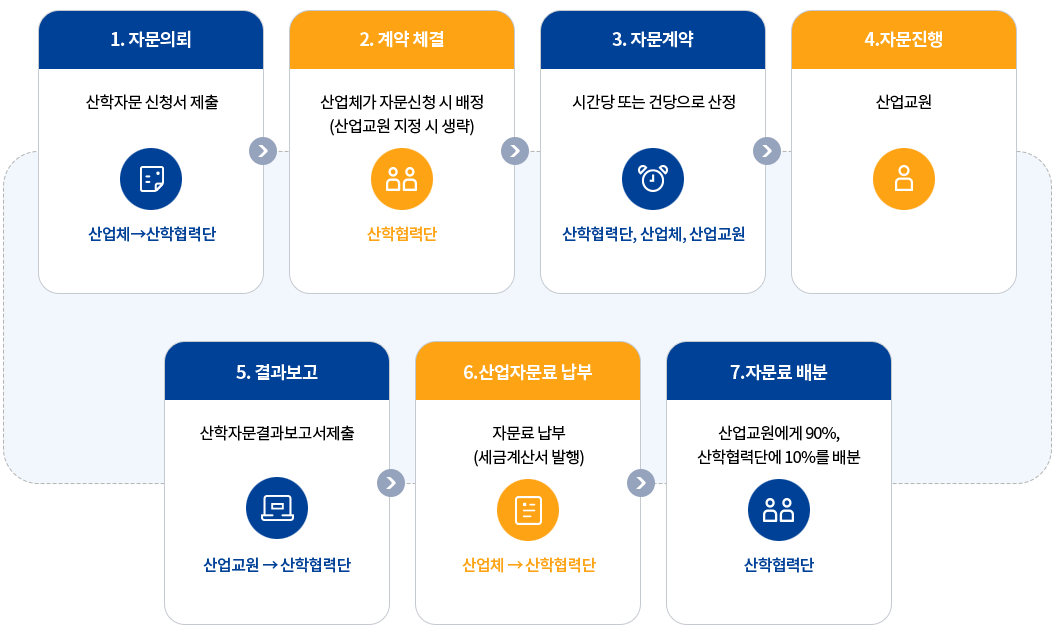 1. 자문의뢰
산학자문 신청서 제출
산업체→산학협력단
2. 계약 체결
산업체가 자문신청 시 배정
(산업교원 지정 시 생략)
산학협력단
3. 자문계약
시간당 또는 건당으로 산정
산학협력단, 산업체, 산업교원
4.자문진행
산업교원
5. 결과보고
산학자문결과보고서제출
산업교원 → 산학협력단
6.산업자문료 납부
자문료 납부
(세금계산서 발행)
산업체 → 산학협력단
7.자문료 배분
산업교원에게 90%,
산학협력단에 10%를 배분
산학협력단